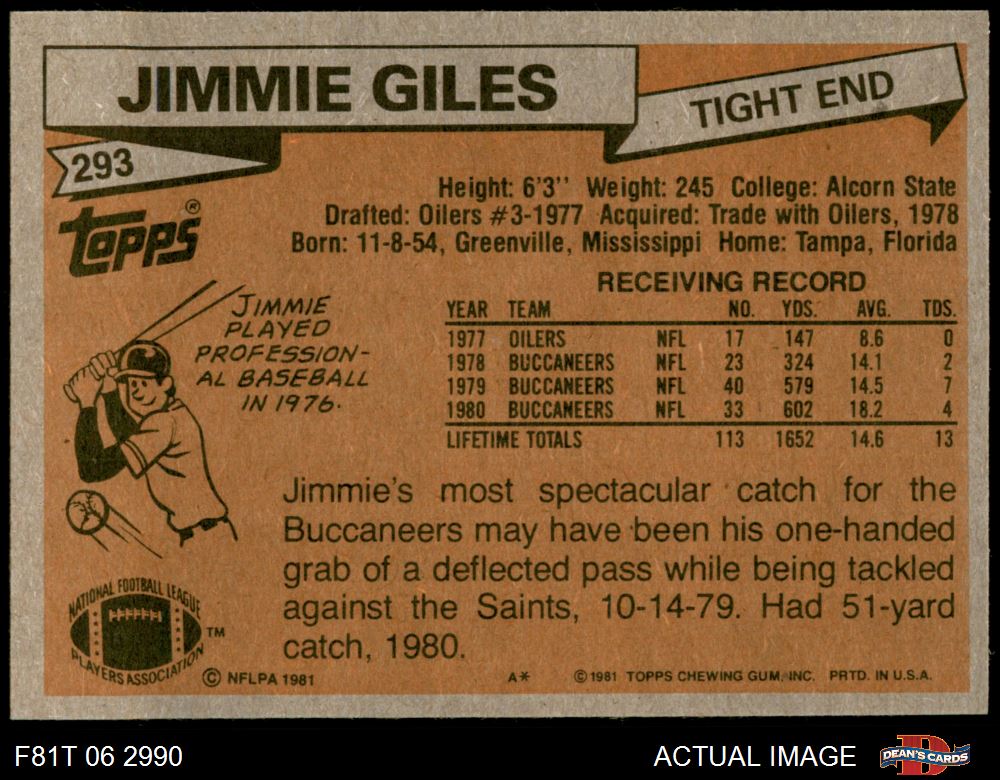 JIMMIE GILES
TIGHT END
293
Topps®
Height: 6'3'' Weight: 245 College: Alcorn State
Drafted: Oilers #3-1977 Acquired: Trade with Oilers, 1978
Born: 11-8-54, Greenville, Mississippi Home: Tampa, Florida
JIMMIE
PLAYED
PROFESSION-
AL BASEBALL
IN 1976.
RECEIVING RECORD
YEAR TEAM NO. YDS. AVG. TDS.
1977 OILERS NFL 17 147 8.6 0
1978 BUCCANEERS NFL 23 324 14.1 2
1979 BUCCANEERS NFL 40 579 14.5 7
1980 BUCCANEERS NFL 33 602 18.2 4
LIFETIME TOTALS 113 1652 14.6 13
Jimmie's most spectacular catch for the
Buccaneers may have been his one-handed
grab of a deflected pass while being tackled
against the Saints, 10-14-79. Had 51-yard
catch, 1980.
NATIONAL FOOTBALL LEAGUE
PLAYERS ASSOCIATION
TM
© NFLPA 1981
A*
© 1981 TOPPS CHEWING GUM, INC. PRTD. IN U.S.A.
F81T 06 2990
ACTUAL IMAGE
DEAN'S CARDS